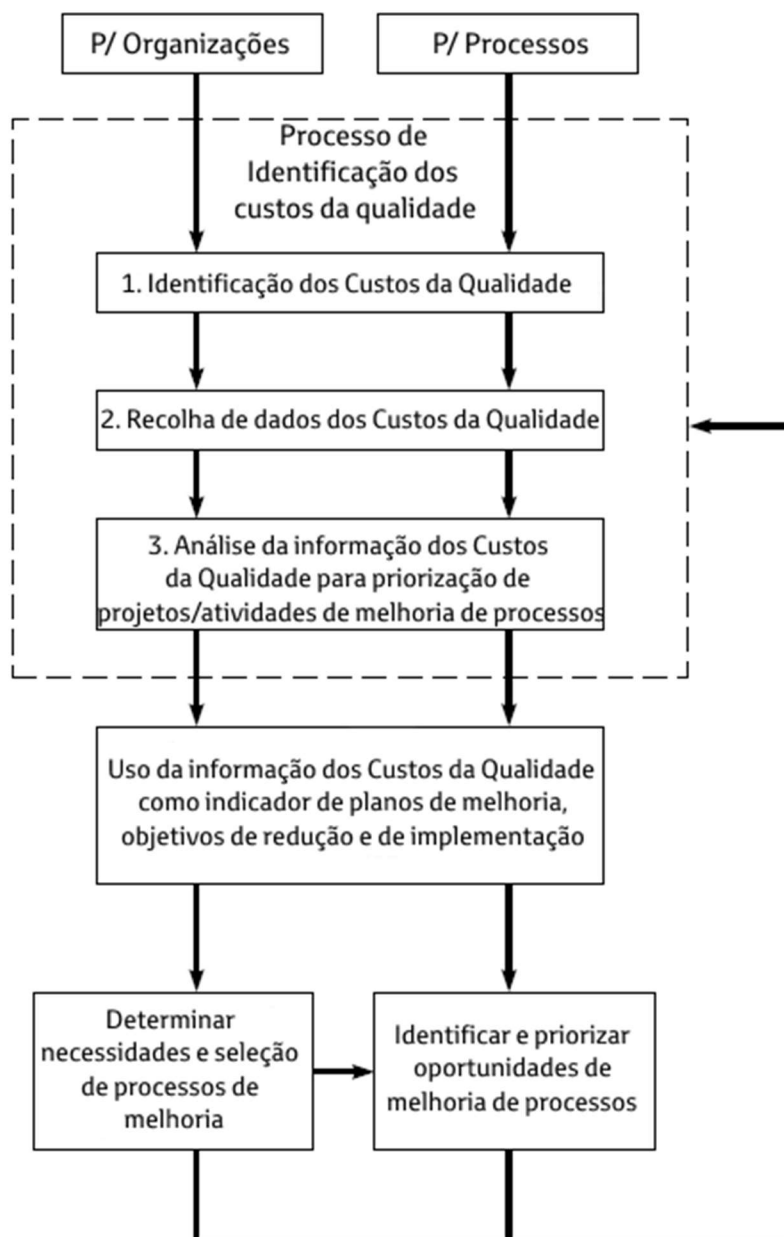 P/ Organizações
P/ Processos
Processo de
Identificação dos
custos da qualidade
1. Identificação dos Custos da Qualidade
2. Recolha de dados dos Custos da Qualidade
3. Análise da informação dos Custos
da Qualidade para priorização de
projetos/atividades de melhoria de processos
Uso da informação dos Custos da Qualidade
como indicador de planos de melhoria,
objetivos de redução e de implementação
Determinar
necessidades e seleção
de processos de
melhoria
Identificar e priorizar
oportunidades de
melhoria de processos